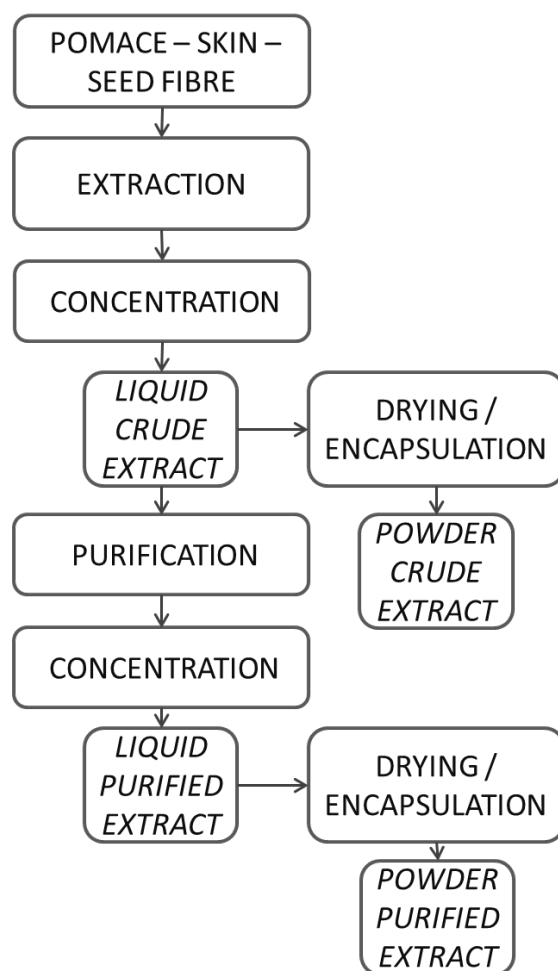 POMACE – SKIN –
SEED FIBRE
EXTRACTION
CONCENTRATION
LIQUID
CRUDE
EXTRACT
DRYING /
ENCAPSULATION
POWDER
CRUDE
EXTRACT
PURIFICATION
CONCENTRATION
LIQUID
PURIFIED
EXTRACT
DRYING /
ENCAPSULATION
POWDER
PURIFIED
EXTRACT